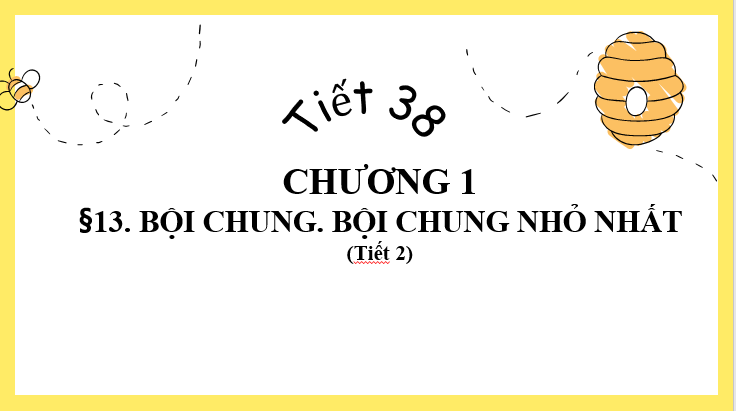 Tiết 38
CHƯƠNG 1
§13. BỘI CHUNG. BỘI CHUNG NHỎ NHẤT
(Tiết 2)